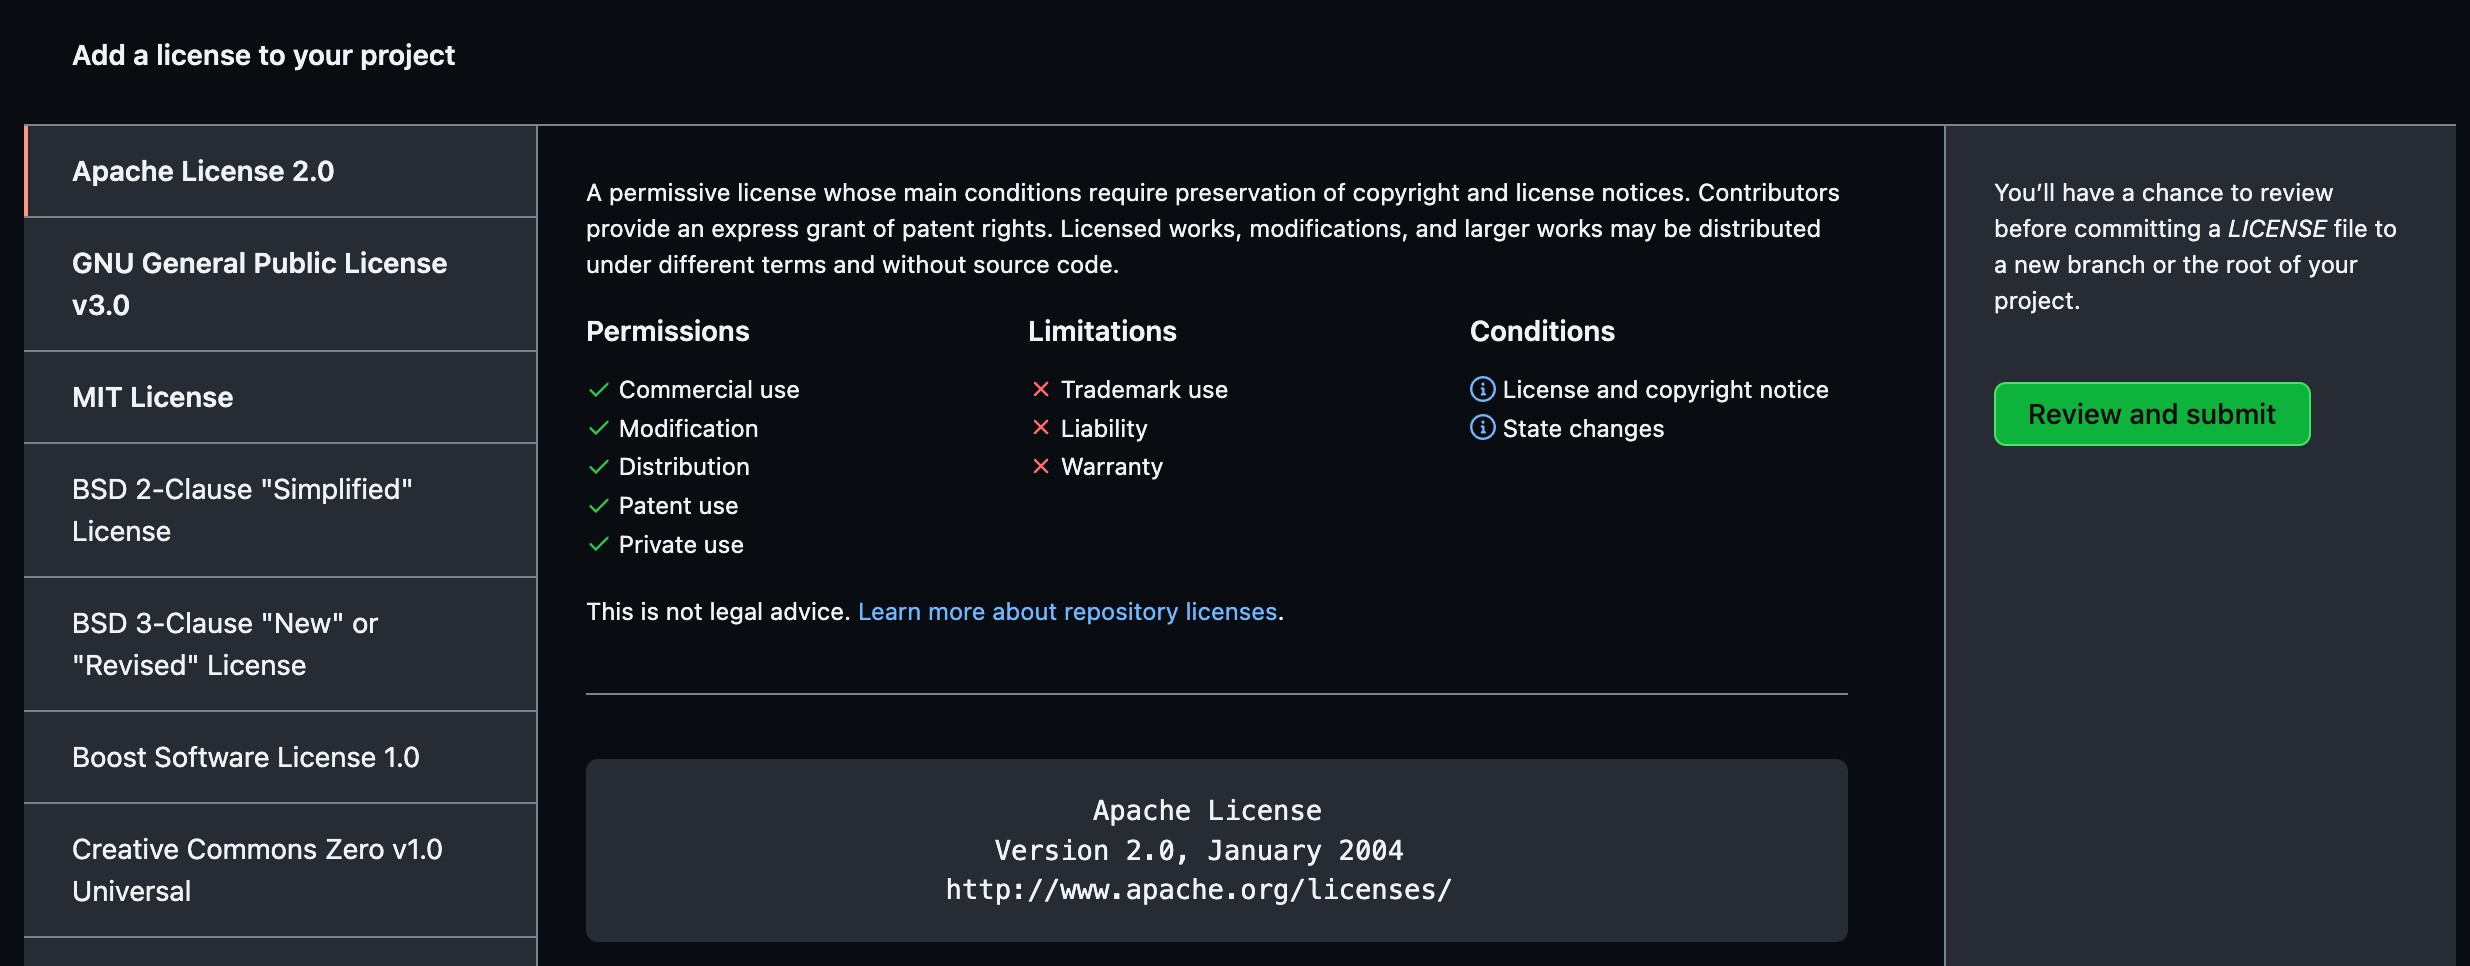 Add a license to your project
Apache License 2.0
GNU General Public License
v3.0
MIT License
BSD 2-Clause "Simplified"
License
BSD 3-Clause "New" or
"Revised" License
Boost Software License 1.0
Creative Commons Zero v1.0
Universal
A permissive license whose main conditions require preservation of copyright and license notices. Contributors
provide an express grant of patent rights. Licensed works, modifications, and larger works may be distributed
under different terms and without source code.
Permissions
Commercial use
Modification
Distribution
Patent use
Private use
Limitations
Trademark use
Liability
Warranty
Conditions
License and copyright notice
State changes
This is not legal advice. Learn more about repository licenses.
Apache License
Version 2.0, January 2004
http://www.apache.org/licenses/
You’ll have a chance to review
before committing a LICENSE file to
a new branch or the root of your
project.
Review and submit